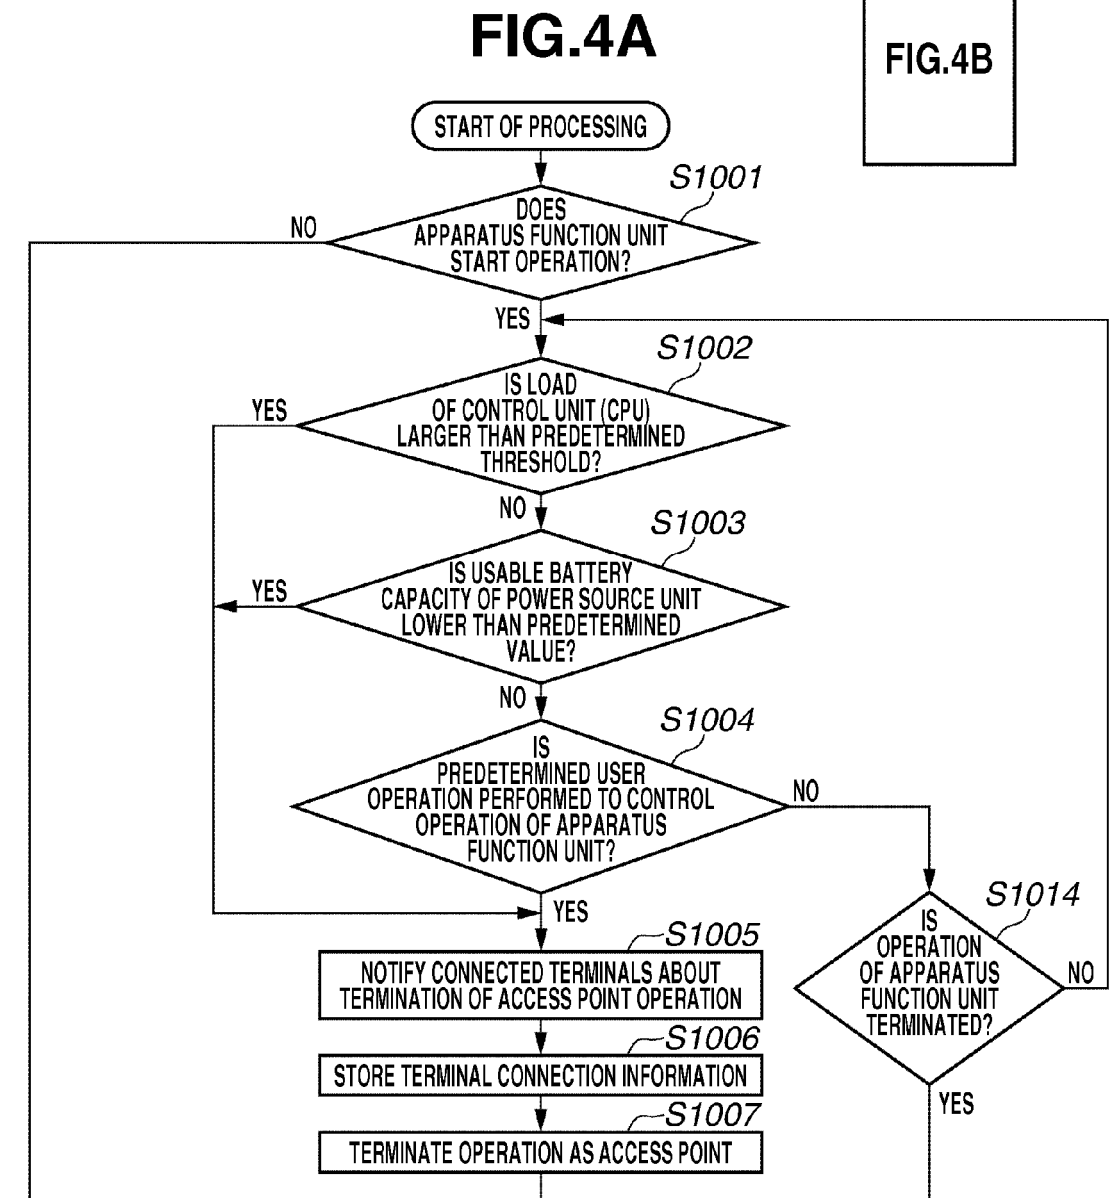 FIG.4A
FIG.4B
START OF PROCESSING
S1001
DOES
APPARATUS FUNCTION UNIT
START OPERATION?
NO
YES
S1002
IS LOAD
OF CONTROL UNIT (CPU)
LARGER THAN PREDETERMINED
THRESHOLD?
YES
NO
S1003
IS USABLE BATTERY
CAPACITY OF POWER SOURCE UNIT
LOWER THAN PREDETERMINED
VALUE?
YES
NO
S1004
IS
PREDETERMINED USER
OPERATION PERFORMED TO CONTROL
OPERATION OF APPARATUS
FUNCTION UNIT?
NO
YES
S1014
IS
OPERATION
OF APPARATUS
FUNCTION UNIT
TERMINATED?
NO
YES
S1005
NOTIFY CONNECTED TERMINALS ABOUT
TERMINATION OF ACCESS POINT OPERATION
S1006
STORE TERMINAL CONNECTION INFORMATION
S1007
TERMINATE OPERATION AS ACCESS POINT